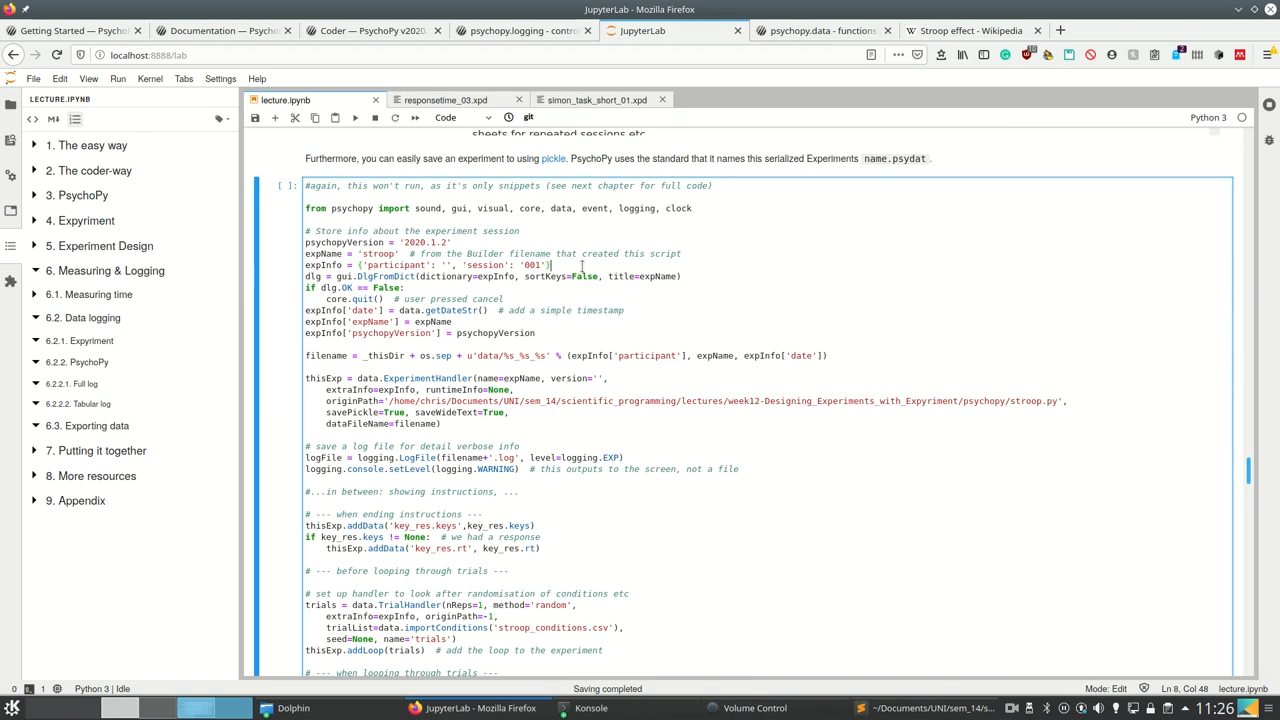 JupyterLab - Mozilla Firefox
Getting Started — PsychoP
Documentation — PsychoP
Coder — PsychoPy v2020.
psychopy.logging - contro
JupyterLab
psychopy.data - functions
Stroop effect - Wikipedia
localhost:8888/lab
File Edit View Run Kernel Tabs Settings Help
LECTURE.IPYNB
lecture.ipynb
responsetime_03.xpd
simon_task_short_01.xpd
Code
git
Python 3
1. The easy way
2. The coder-way
3. PsychoPy
4. Expyriment
5. Experiment Design
6. Measuring & Logging
6.1. Measuring time
6.2. Data logging
6.2.1. Expyriment
6.2.2. PsychoPy
6.2.2.1. Full log
6.2.2.2. Tabular log
6.3. Exporting data
7. Putting it together
8. More resources
9. Appendix
sheets for repeated sessions etc
Furthermore, you can easily save an experiment to using pickle. PsychoPy uses the standard that it names this serialized Experiments name.psydat .
[ ]:
#again, this won't run, as it's only snippets (see next chapter for full code)
from psychopy import sound, gui, visual, core, data, event, logging, clock
# Store info about the experiment session
psychopyVersion = '2020.1.2'
expName = 'stroop'  # from the Builder filename that created this script
expInfo = {'participant': '', 'session': '001'}
dlg = gui.DlgFromDict(dictionary=expInfo, sortKeys=False, title=expName)
if dlg.OK == False:
    core.quit()  # user pressed cancel
expInfo['date'] = data.getDateStr()  # add a simple timestamp
expInfo['expName'] = expName
expInfo['psychopyVersion'] = psychopyVersion
filename = _thisDir + os.sep + u'data/%s_%s_%s' % (expInfo['participant'], expName, expInfo['date'])
thisExp = data.ExperimentHandler(name=expName, version='',
    extraInfo=expInfo, runtimeInfo=None,
    originPath='/home/chris/Documents/UNI/sem_14/scientific_programming/lectures/week12-Designing_Experiments_with_Expyriment/psychopy/stroop.py',
    savePickle=True, saveWideText=True,
    dataFileName=filename)
# save a log file for detail verbose info
logFile = logging.LogFile(filename+'.log', level=logging.EXP)
logging.console.setLevel(logging.WARNING)  # this outputs to the screen, not a file
#...in between: showing instructions, ...
# --- when ending instructions ---
thisExp.addData('key_res.keys',key_res.keys)
if key_res.keys != None:  # we had a response
    thisExp.addData('key_res.rt', key_res.rt)
# --- before looping through trials ---
# set up handler to look after randomisation of conditions etc
trials = data.TrialHandler(nReps=1, method='random',
    extraInfo=expInfo, originPath=-1,
    trialList=data.importConditions('stroop_conditions.csv'),
    seed=None, name='trials')
thisExp.addLoop(trials)  # add the loop to the experiment
# --- when looping through trials ---
0 1 Python 3 | Idle
Saving completed
Mode: Edit
Ln 8, Col 48
lecture.ipynb
Dolphin
JupyterLab - Mozilla Firefox
Konsole
Volume Control
~/Documents/UNI/sem_14/s...
11:26